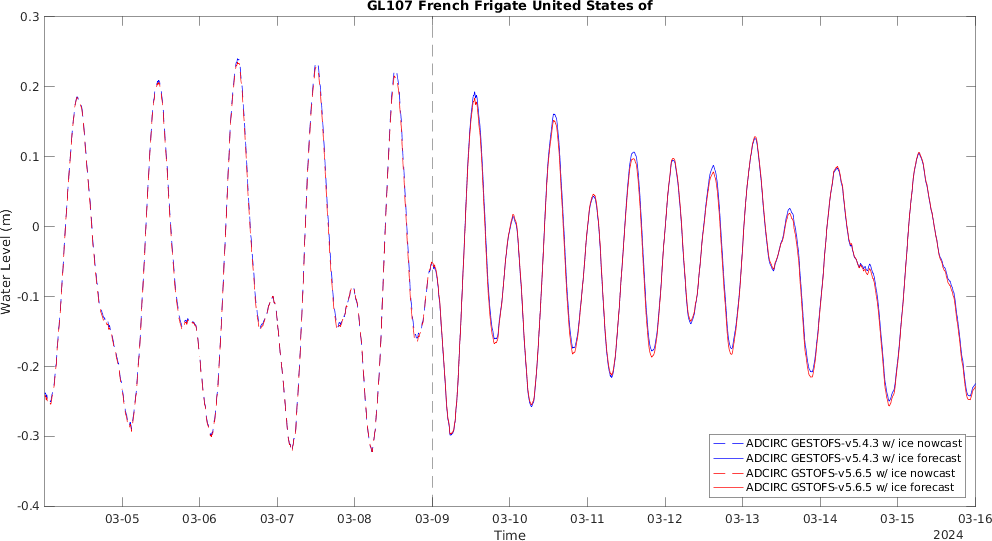 GL107 French Frigate United States of
0.3
0.2
0.1
0
-0.1
-0.2
-0.3
-0.4
Water Level (m)
ADCIRC GESTOFS-v5.4.3 w/ ice nowcast
ADCIRC GESTOFS-v5.4.3 w/ ice forecast
ADCIRC GSTOFS-v5.6.5 w/ ice nowcast
ADCIRC GSTOFS-v5.6.5 w/ ice forecast
03-05 03-06 03-07 03-08 03-09 03-10 03-11 03-12 03-13 03-14 03-15 03-16
Time
2024